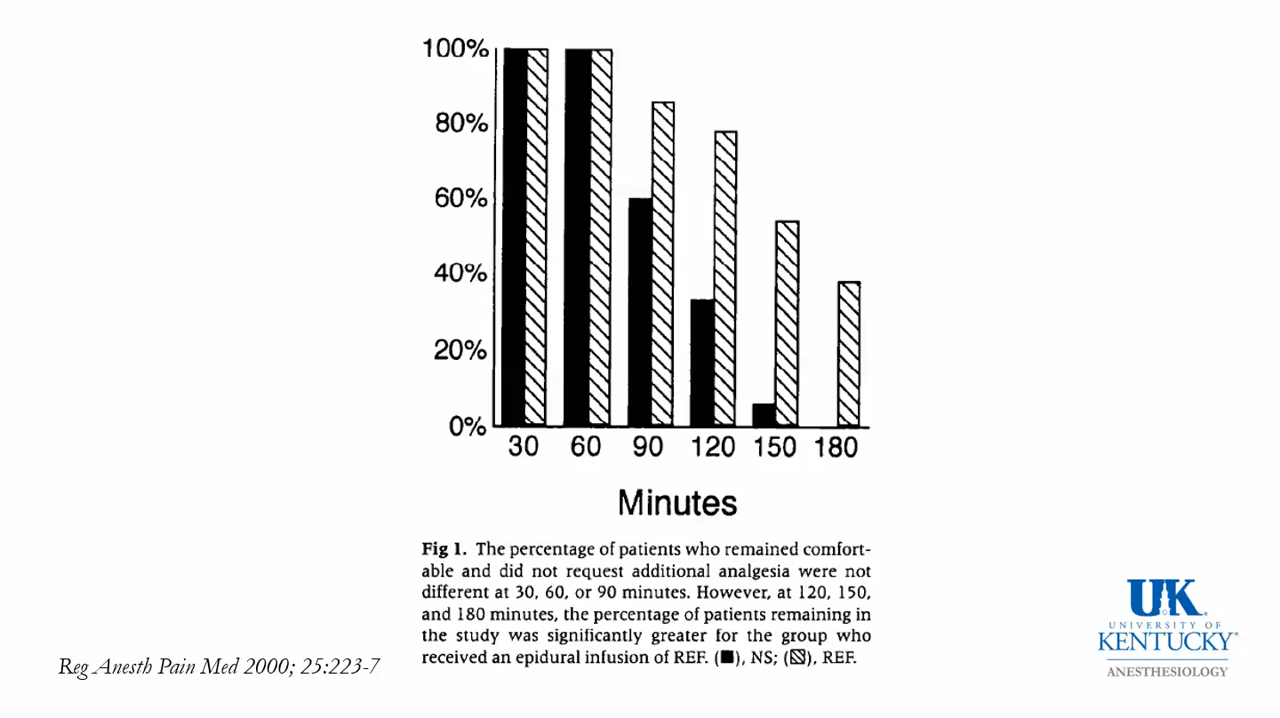 100%
80%
60%
40%
20%
0%
30 60 90 120 150 180
Minutes
Fig 1. The percentage of patients who remained comfort-
able and did not request additional analgesia were not
different at 30, 60, or 90 minutes. However, at 120, 150,
and 180 minutes, the percentage of patients remaining in
the study was significantly greater for the group who
received an epidural infusion of REF. (■), NS; (▧), REF.
Reg Anesth Pain Med 2000; 25:223-7
UK
UNIVERSITY OF
KENTUCKY
ANESTHESIOLOGY